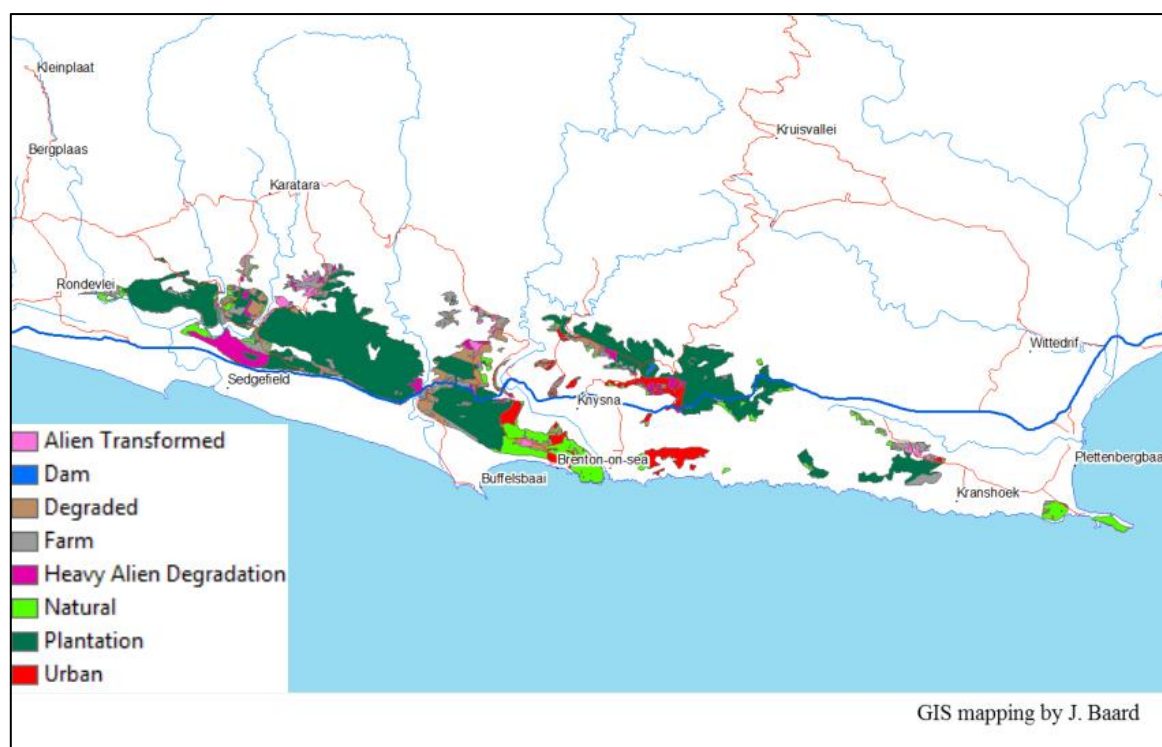 Kleinplaat
Kruisvallei
Bergplaas
Karatara
Rondevlei
Wittedrif
Sedgefield
Knysna
Brenton-on-sea
Plettenbergbaa
Buffelsbaai
Kranshoek
Alien Transformed
Dam
Degraded
Farm
Heavy Alien Degradation
Natural
Plantation
Urban
GIS mapping by J. Baard